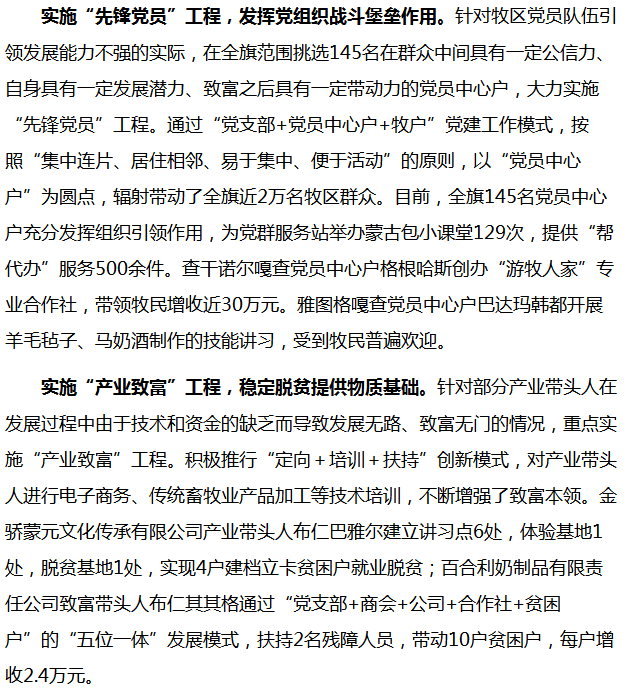 实施“先锋党员”工程，发挥党组织战斗堡垒作用。针对牧区党员队伍引
领发展能力不强的实际，在全旗范围挑选145名在群众中间具有一定公信力、
自身具有一定发展潜力、致富之后具有一定带动力的党员中心户，大力实施
“先锋党员”工程。通过“党支部+党员中心户+牧户”党建工作模式，按
照“集中连片、居住相邻、易于集中、便于活动”的原则，以“党员中心
户”为圆点，辐射带动了全旗近2万名牧区群众。目前，全旗145名党员中心
户充分发挥组织引领作用，为党群服务站举办蒙古包小课堂129次，提供“帮
代办”服务500余件。查干诺尔嘎查党员中心户格根哈斯创办“游牧人家”专
业合作社，带领牧民增收近30万元。雅图格嘎查党员中心户巴达玛韩都开展
羊毛毡子、马奶酒制作的技能讲习，受到牧民普遍欢迎。
实施“产业致富”工程，稳定脱贫提供物质基础。针对部分产业带头人在
发展过程中由于技术和资金的缺乏而导致发展无路、致富无门的情况，重点实
施“产业致富”工程。积极推行“定向＋培训＋扶持”创新模式，对产业带头
人进行电子商务、传统畜牧业产品加工等技术培训，不断增强了致富本领。金
骄蒙元文化传承有限公司产业带头人布仁巴雅尔建立讲习点6处，体验基地1
处，脱贫基地1处，实现4户建档立卡贫困户就业脱贫；百合利奶制品有限责
任公司致富带头人布仁其其格通过“党支部+商会+公司+合作社+贫困
户”的“五位一体”发展模式，扶持2名残障人员，带动10户贫困户，每户增
收2.4万元。